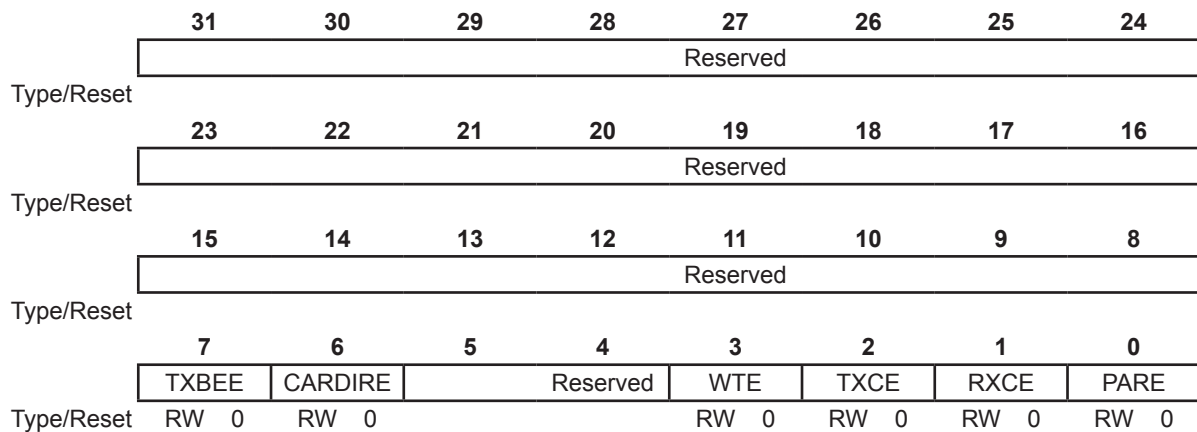 31 30 29 28 27 26 25 24
Reserved
Type/Reset
23 22 21 20 19 18 17 16
Reserved
Type/Reset
15 14 13 12 11 10 9 8
Reserved
Type/Reset
7 6 5 4 3 2 1 0
TXBEE CARDIRE Reserved WTE TXCE RXCE PARE
Type/Reset RW 0 RW 0 RW 0 RW 0 RW 0 RW 0